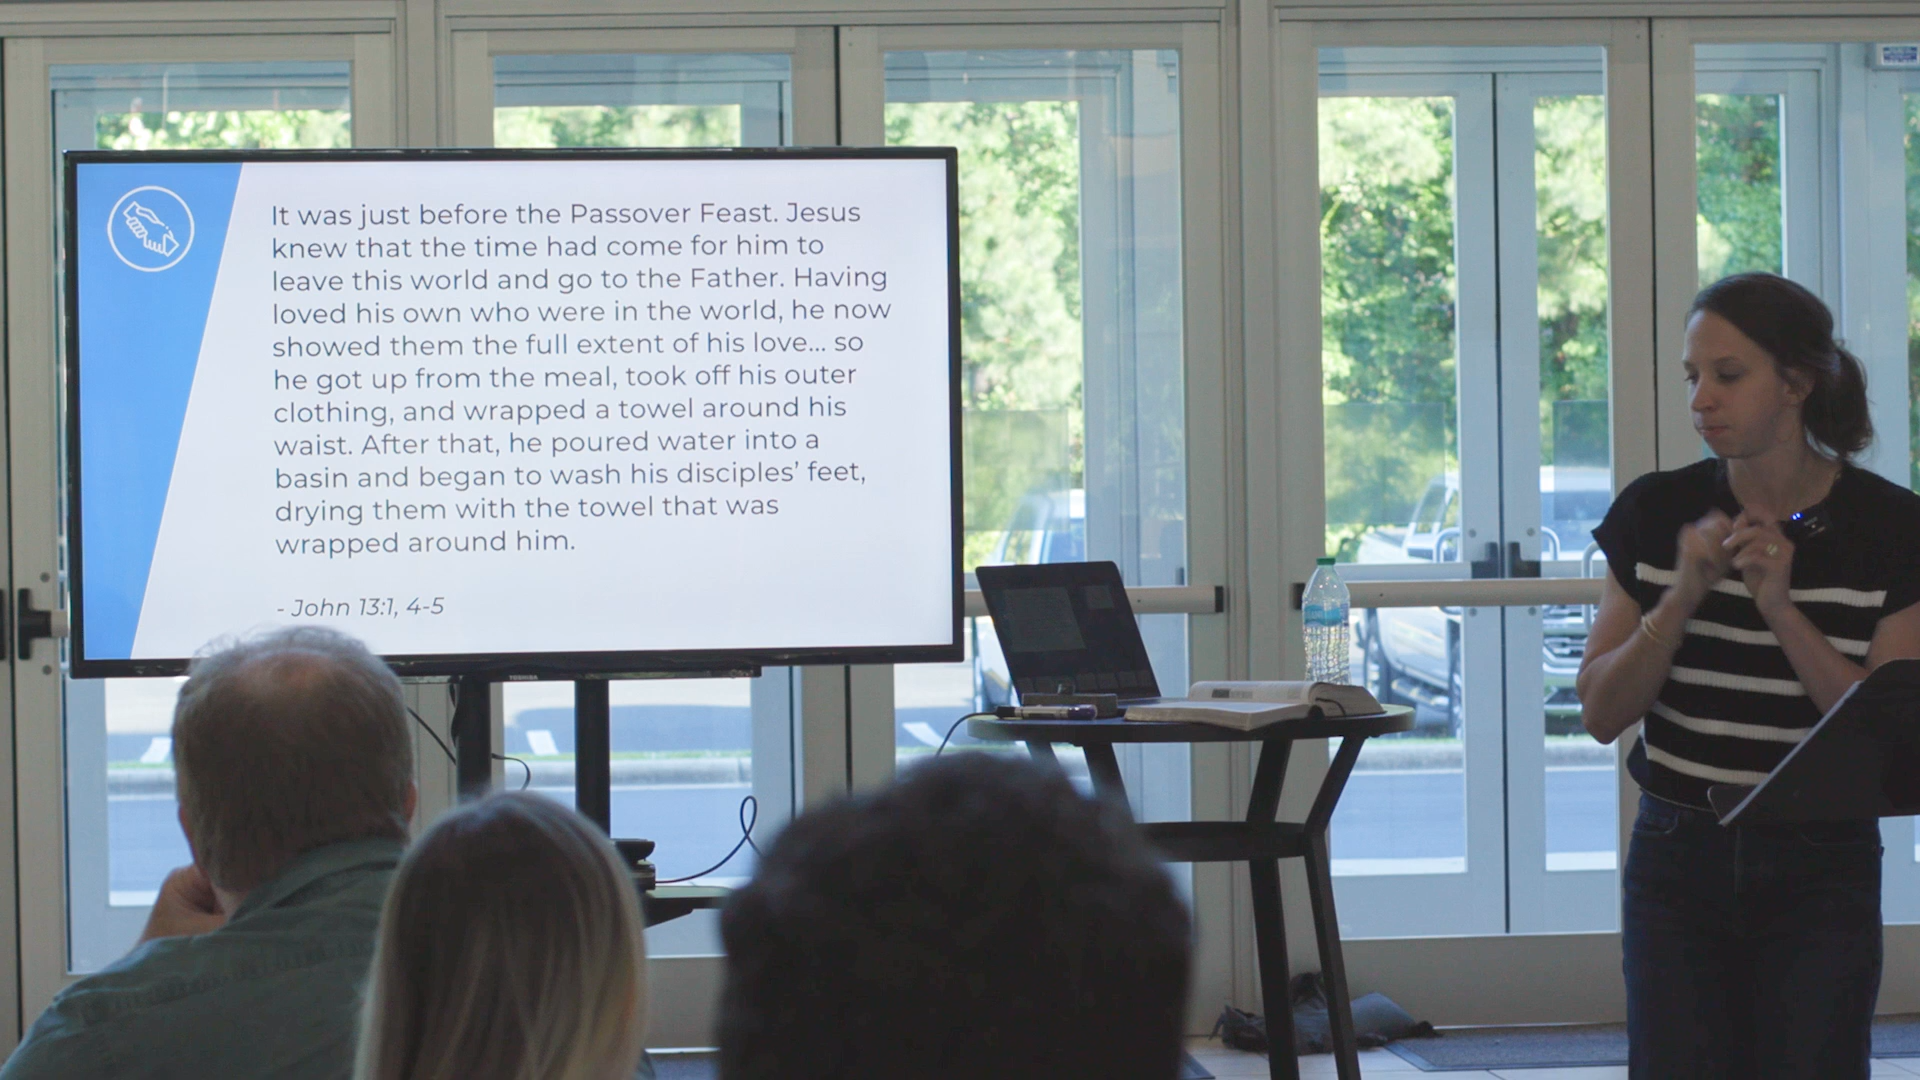 It was just before the Passover Feast. Jesus
knew that the time had come for him to
leave this world and go to the Father. Having
loved his own who were in the world, he now
showed them the full extent of his love... so
he got up from the meal, took off his outer
clothing, and wrapped a towel around his
waist. After that, he poured water into a
basin and began to wash his disciples’ feet,
drying them with the towel that was
wrapped around him.
- John 13:1, 4-5
TOSHIBA